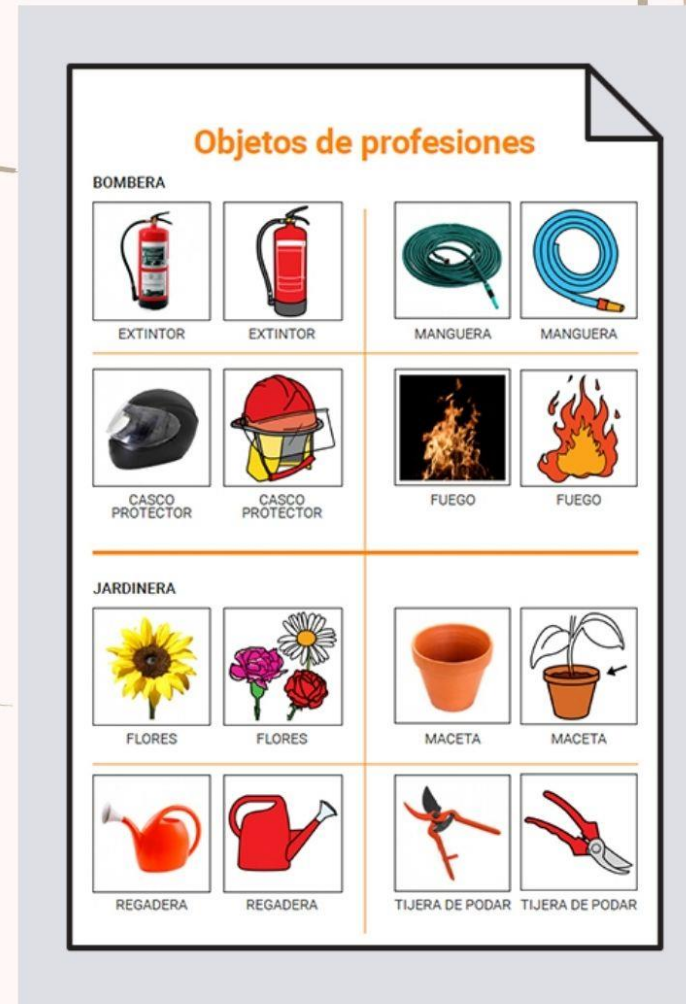 Objetos de profesiones
BOMBERA
EXTINTOR EXTINTOR MANGUERA MANGUERA
CASCO PROTECTOR CASCO PROTECTOR FUEGO FUEGO
JARDINERA
FLORES FLORES MACETA MACETA
REGADERA REGADERA TIJERA DE PODAR TIJERA DE PODAR